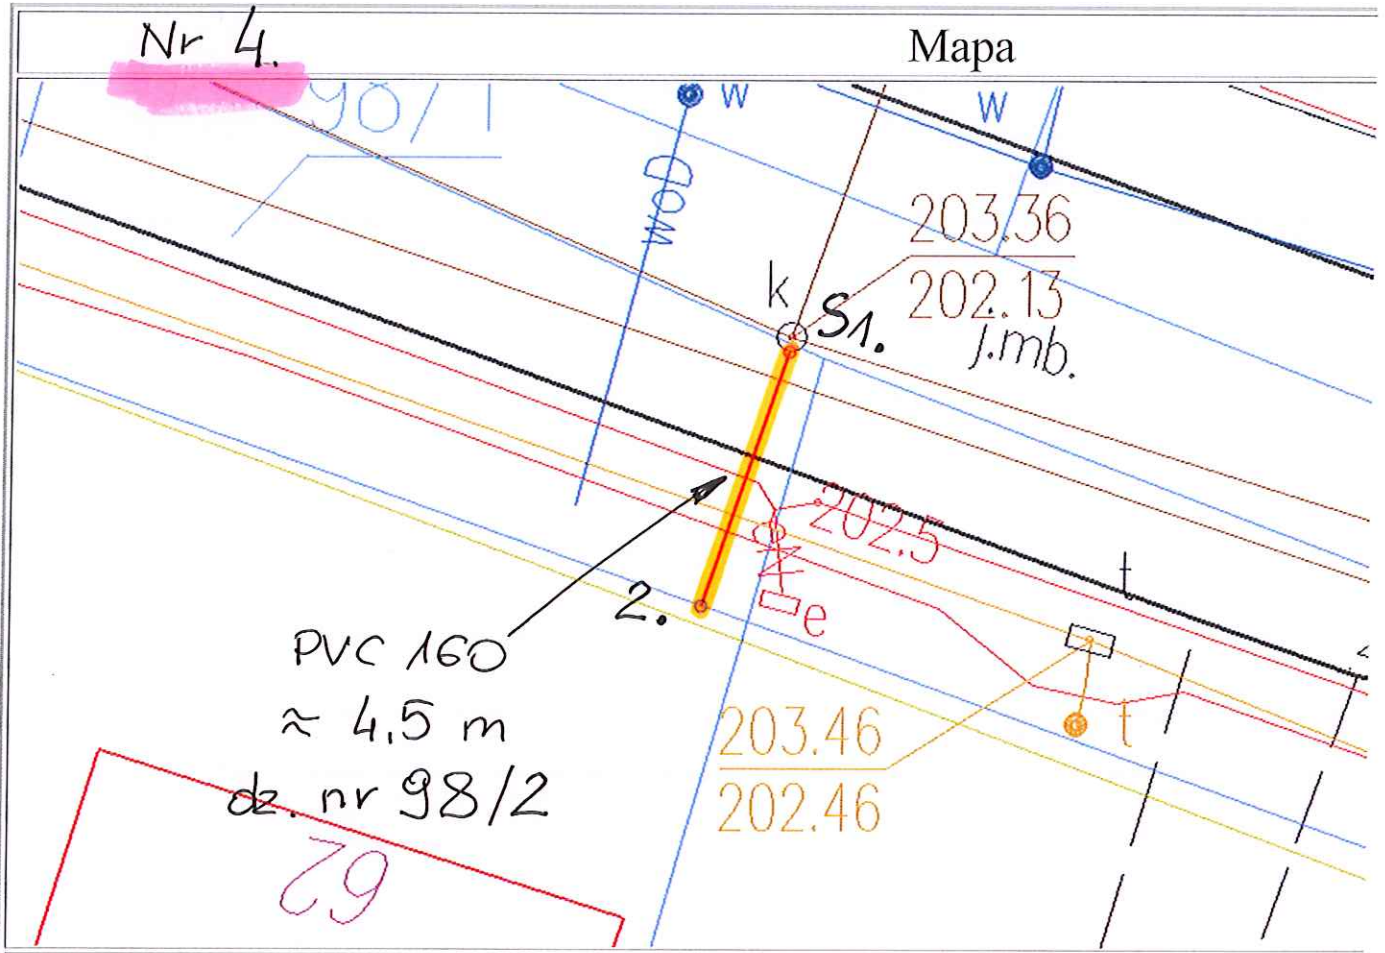 Nr 4.
Mapa
98/1
w
w
wod
203.36
202.13
k
S1.
j.mb.
202.5
t
2.
e
PVC 160
≈ 4,5 m
dz. nr 98/2
203.46
202.46
t
62